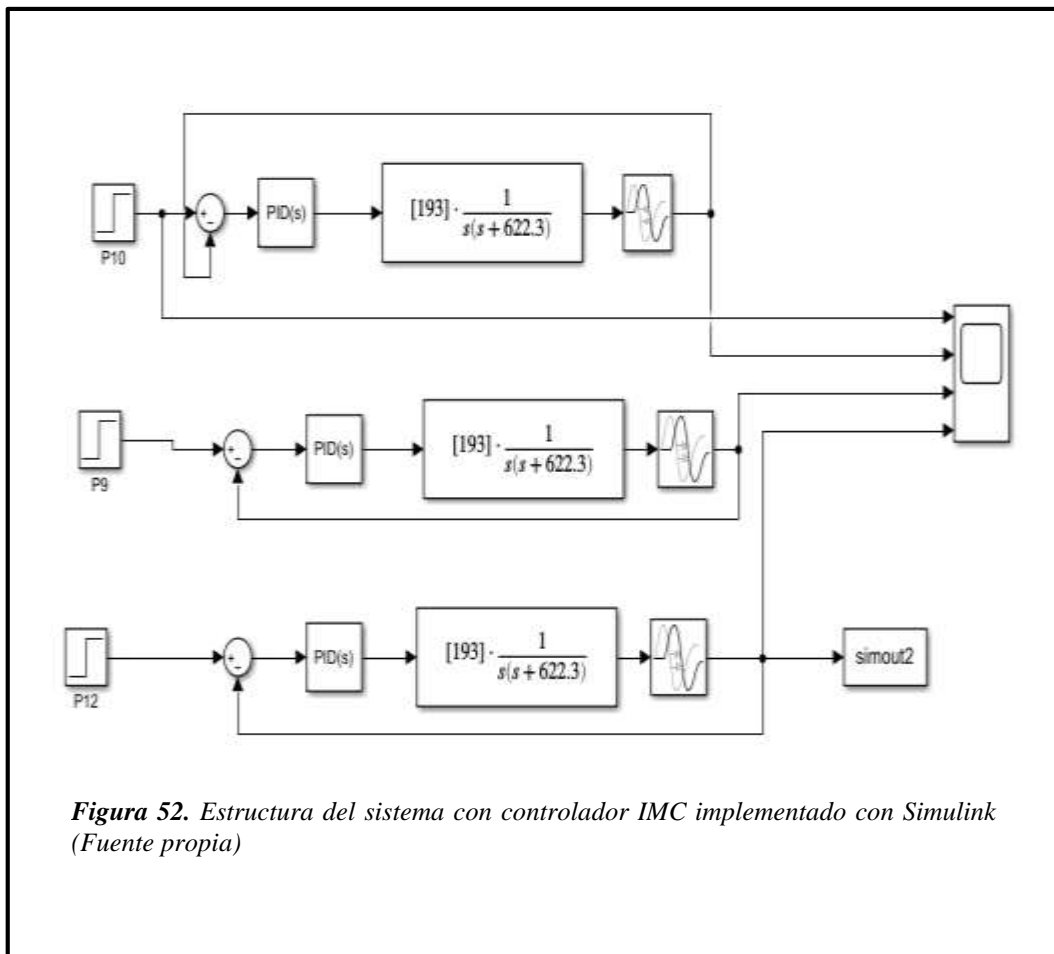 PID(s)
[193] · 1 / s(s + 622.3)
P10
PID(s)
[193] · 1 / s(s + 622.3)
P9
PID(s)
[193] · 1 / s(s + 622.3)
simout2
P12
Figura 52. Estructura del sistema con controlador IMC implementado con Simulink
(Fuente propia)